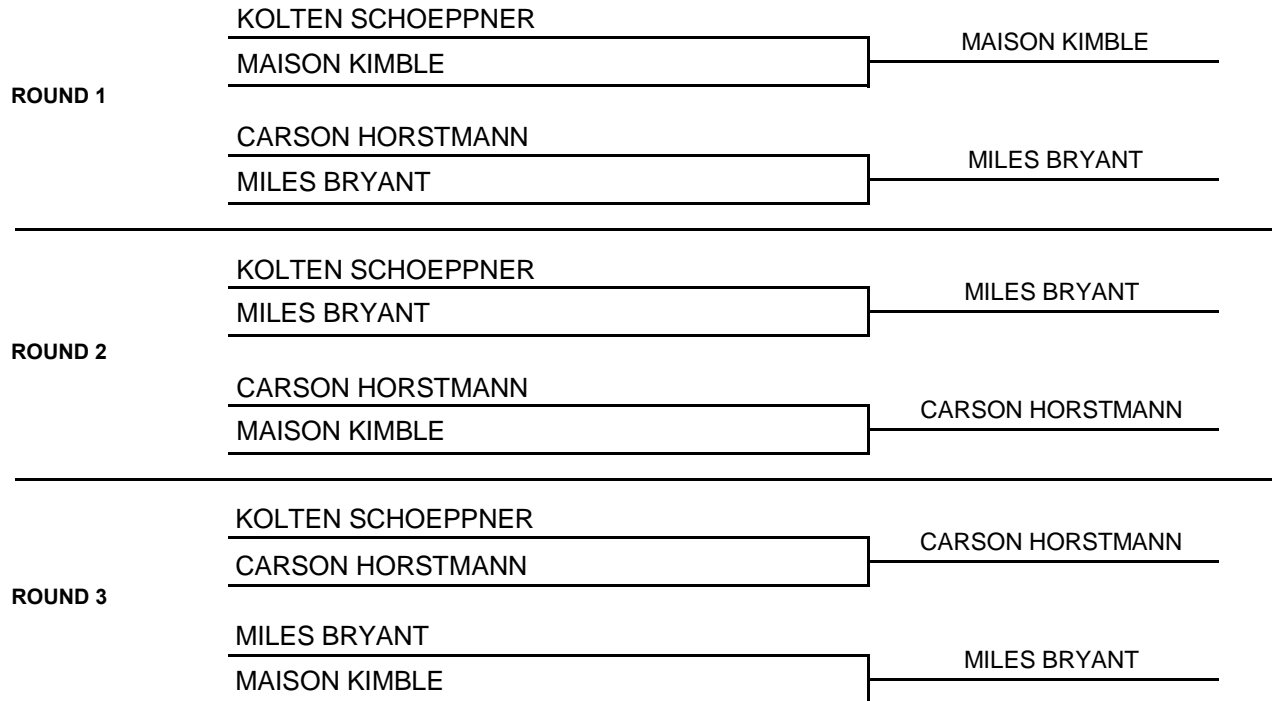 KOLTEN SCHOEPPNER
MAISON KIMBLE
MAISON KIMBLE
ROUND 1
CARSON HORSTMANN
MILES BRYANT
MILES BRYANT
KOLTEN SCHOEPPNER
MILES BRYANT
MILES BRYANT
ROUND 2
CARSON HORSTMANN
CARSON HORSTMANN
MAISON KIMBLE
KOLTEN SCHOEPPNER
CARSON HORSTMANN
CARSON HORSTMANN
ROUND 3
MILES BRYANT
MILES BRYANT
MAISON KIMBLE